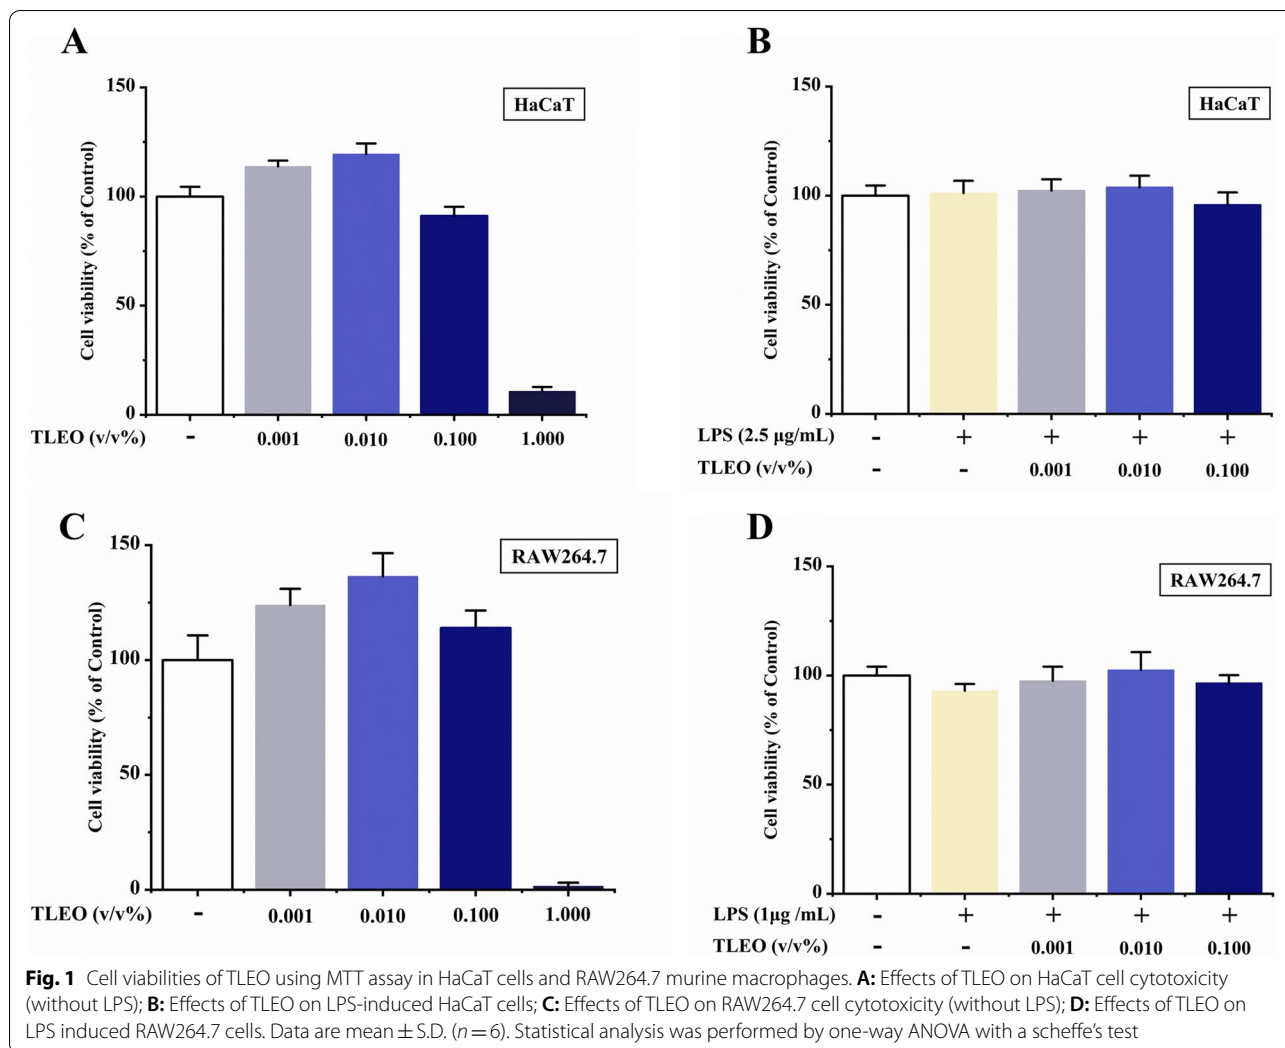 A
HaCaT
Cell viability (% of Control)
150
100
50
0
TLEO (v/v%) - 0.001 0.010 0.100 1.000
B
HaCaT
Cell viability (% of Control)
150
100
50
0
LPS (2.5 μg/mL) - + + + +
TLEO (v/v%) - - 0.001 0.010 0.100
C
RAW264.7
Cell viability (% of Control)
150
100
50
0
TLEO (v/v%) - 0.001 0.010 0.100 1.000
D
RAW264.7
Cell viability (% of Control)
150
100
50
0
LPS (1μg /mL) - + + + +
TLEO (v/v%) - - 0.001 0.010 0.100
Fig. 1 Cell viabilities of TLEO using MTT assay in HaCaT cells and RAW264.7 murine macrophages. A: Effects of TLEO on HaCaT cell cytotoxicity
(without LPS); B: Effects of TLEO on LPS-induced HaCaT cells; C: Effects of TLEO on RAW264.7 cell cytotoxicity (without LPS); D: Effects of TLEO on
LPS induced RAW264.7 cells. Data are mean ± S.D. (n = 6). Statistical analysis was performed by one-way ANOVA with a scheffe's test